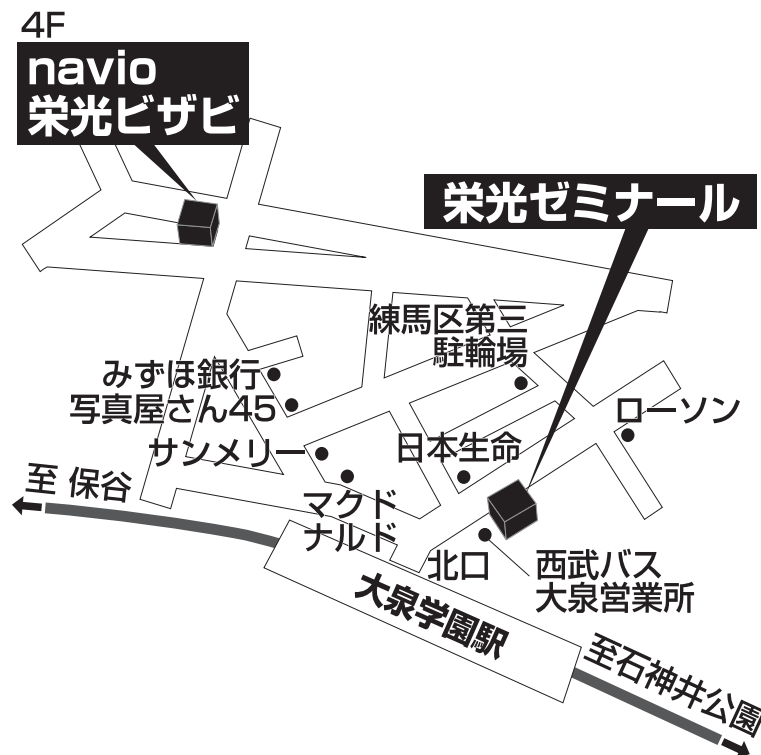 4F
navio
栄光ビザビ
栄光ゼミナール
練馬区第三
駐輪場
みずほ銀行
写真屋さん45
ローソン
サンメリー
日本生命
至 保谷
マクド
ナルド
北口
西武バス
大泉営業所
大泉学園駅
至石神井公園